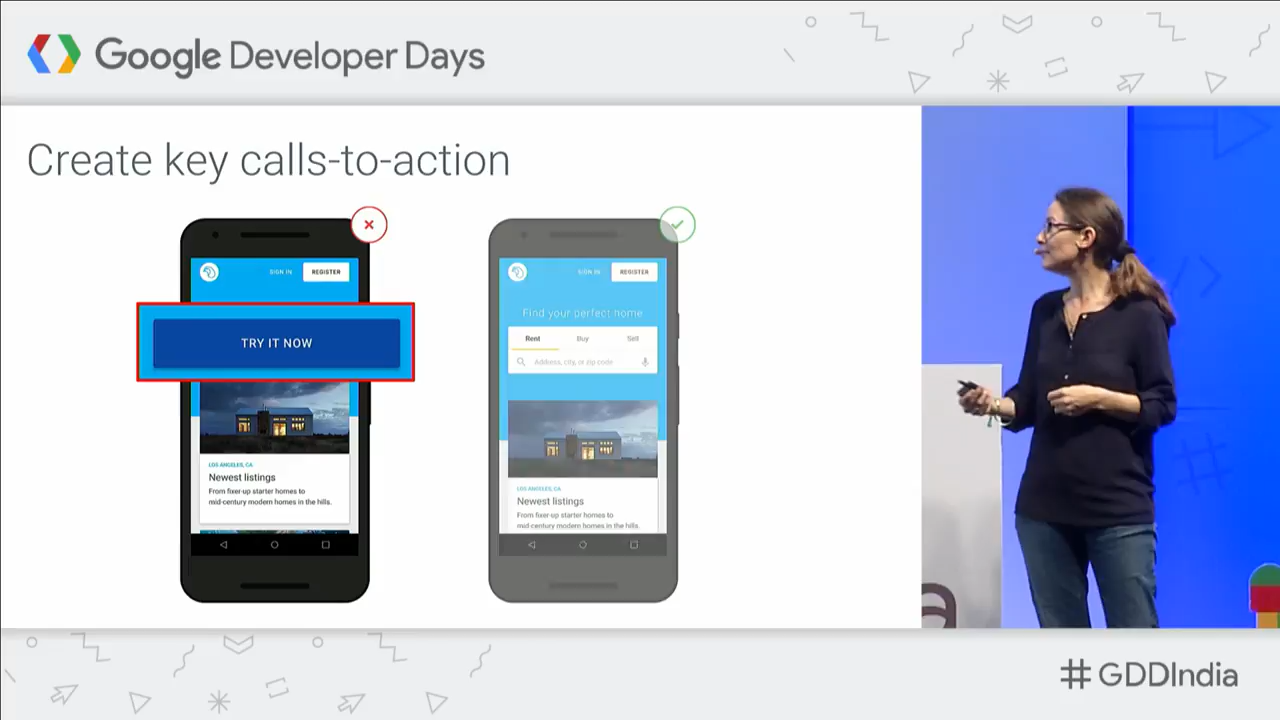 Google Developer Days
Create key calls-to-action
SIGN IN
REGISTER
TRY IT NOW
LOS ANGELES, CA
Newest listings
From fixer-up starter homes to
mid-century modern homes in the hills.
SIGN IN
REGISTER
Find your perfect home
Rent
Buy
Sell
Address, city, or zip code
LOS ANGELES, CA
Newest listings
From fixer-up starter homes to
mid-century modern homes in the hills.
a
#GDDIndia